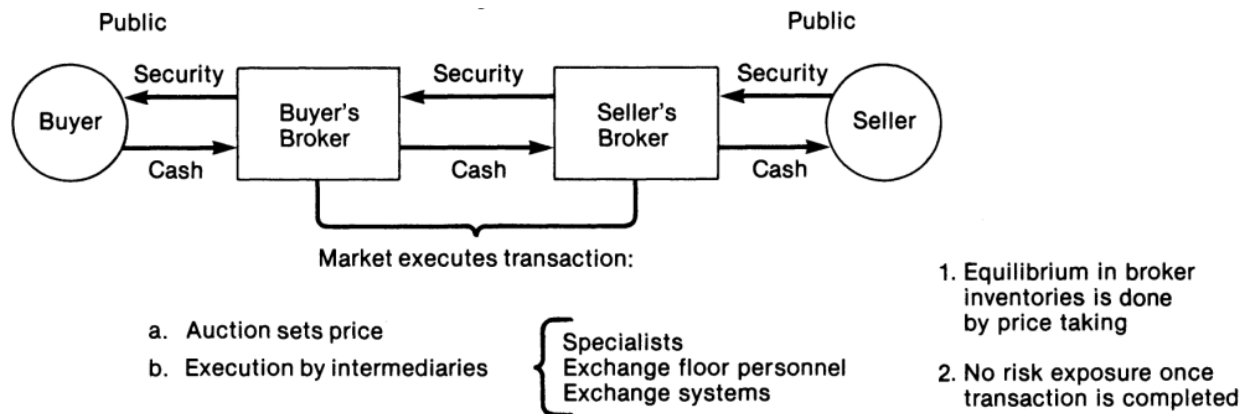 Public
Public
Security
Security
Security
Buyer
Buyer's
Broker
Seller's
Broker
Seller
Cash
Cash
Cash
Market executes transaction:
a. Auction sets price
b. Execution by intermediaries
Specialists
Exchange floor personnel
Exchange systems
1. Equilibrium in broker
inventories is done
by price taking
2. No risk exposure once
transaction is completed